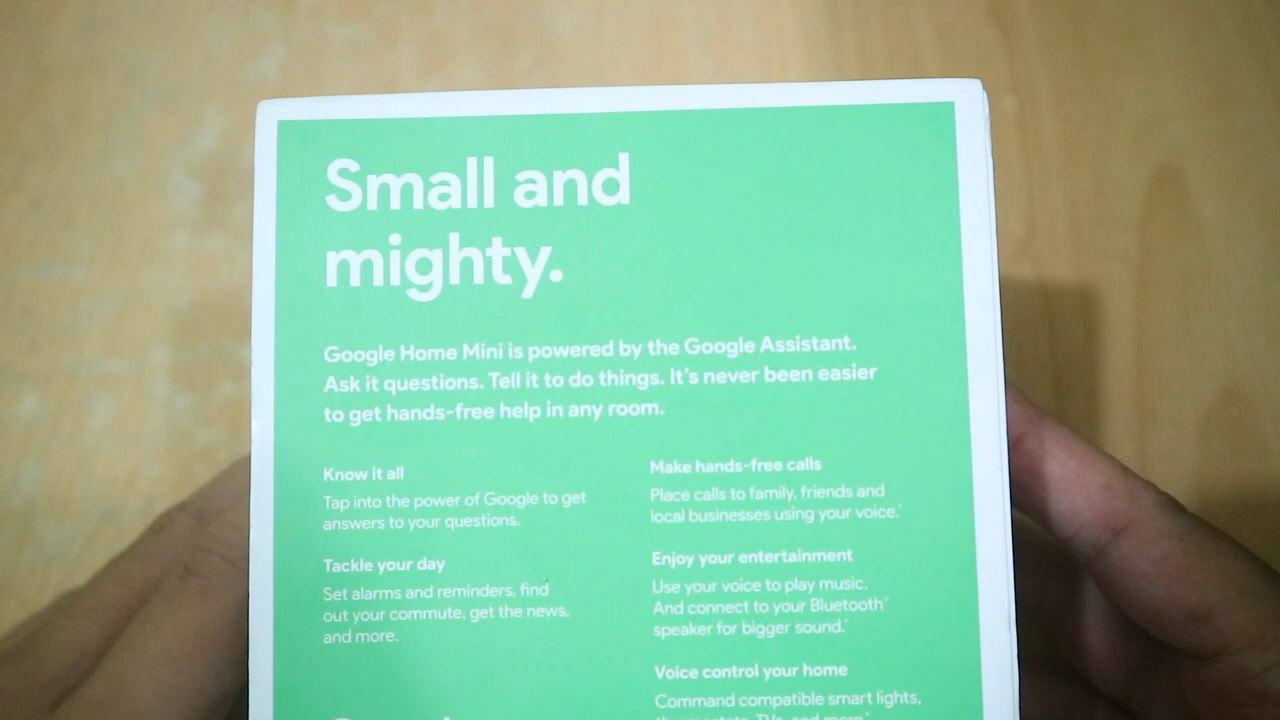 Small and
mighty.
Google Home Mini is powered by the Google Assistant.
Ask it questions. Tell it to do things. It's never been easier
to get hands-free help in any room.
Know it all
Tap into the power of Google to get
answers to your questions.
Tackle your day
Set alarms and reminders, find
out your commute, get the news,
and more.
Make hands-free calls
Place calls to family, friends and
local businesses using your voice.*
Enjoy your entertainment
Use your voice to play music.
And connect to your Bluetooth®
speaker for bigger sound.*
Voice control your home
Command compatible smart lights,
thermostats, TVs, and more.*